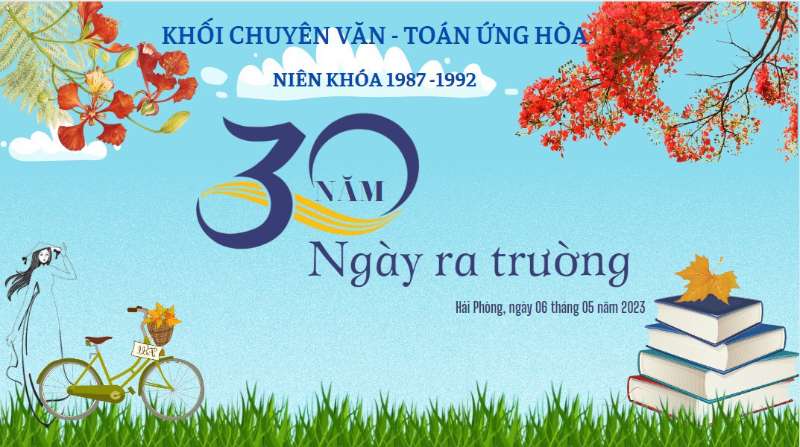 KHỐI CHUYÊN VĂN - TOÁN ỨNG HÒA
NIÊN KHÓA 1987 -1992
30
NĂM
Ngày ra trường
Hải Phòng, ngày 06 tháng 05 năm 2023